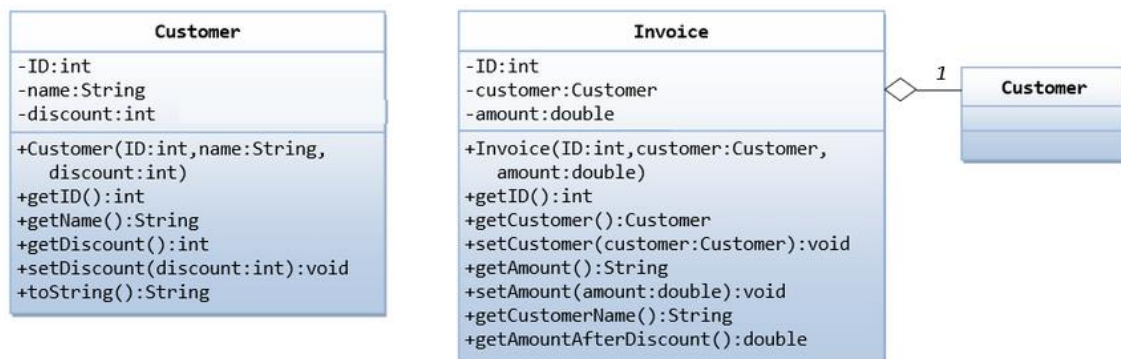 Customer
-ID:int
-name:String
-discount:int
+Customer(ID:int,name:String,
discount:int)
+getID():int
+getName():String
+getDiscount():int
+setDiscount(discount:int):void
+toString():String
Invoice
-ID:int
-customer:Customer
-amount:double
+Invoice(ID:int,customer:Customer,
amount:double)
+getID():int
+getCustomer():Customer
+setCustomer(customer:Customer):void
+getAmount():String
+setAmount(amount:double):void
+getCustomerName():String
+getAmountAfterDiscount():double
1
Customer